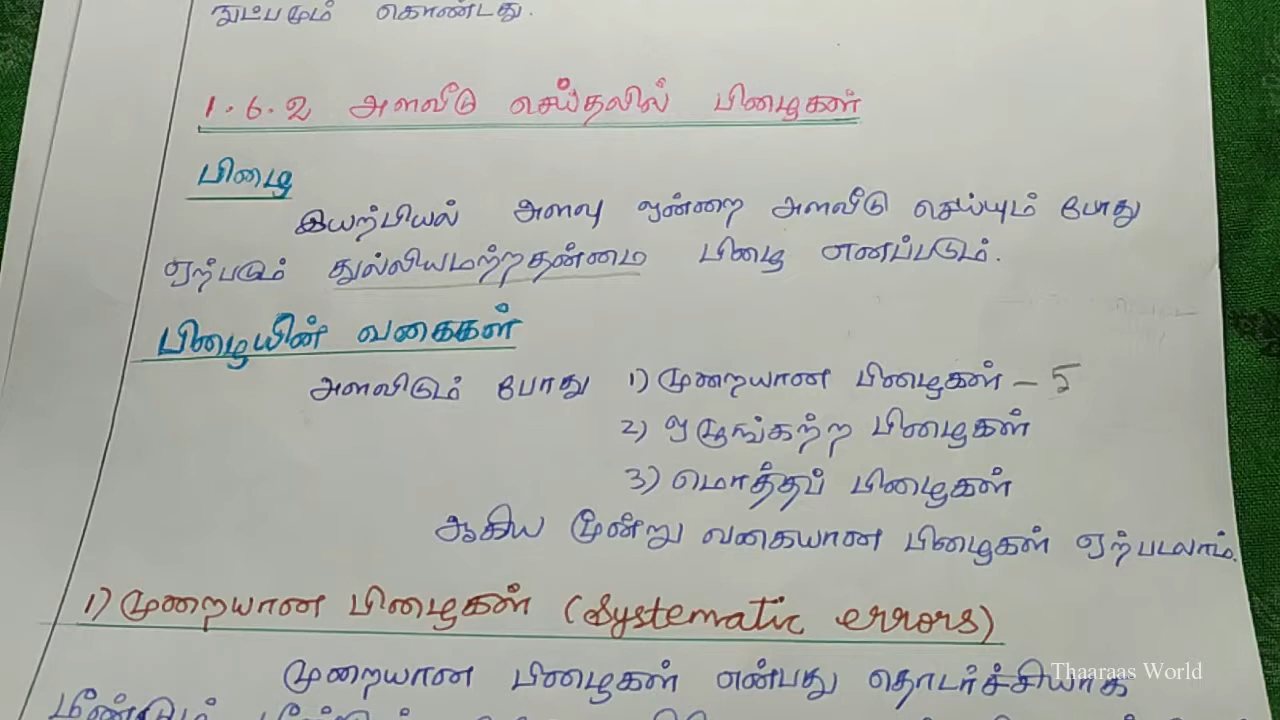 நுட்பமும் கொண்டது.
1.6.2 அளவீடு செய்தலில் பிழைகள்
பிழை
இயற்பியல் அளவு ஒன்றை அளவீடு செய்யும் போது
ஏற்படும் துல்லியமற்றதன்மை பிழை எனப்படும்.
பிழையின் வகைகள்
அளவிடும் போது 1) முறையான பிழைகள் – 5
2) ஒழுங்கற்ற பிழைகள்
3) மொத்தப் பிழைகள்
ஆகிய மூன்று வகையான பிழைகள் ஏற்படலாம்.
1) முறையான பிழைகள் (Systematic errors)
முறையான பிழைகள் என்பது தொடர்ச்சியாக
மீண்டும் மீண்டும்
Thaaraas World